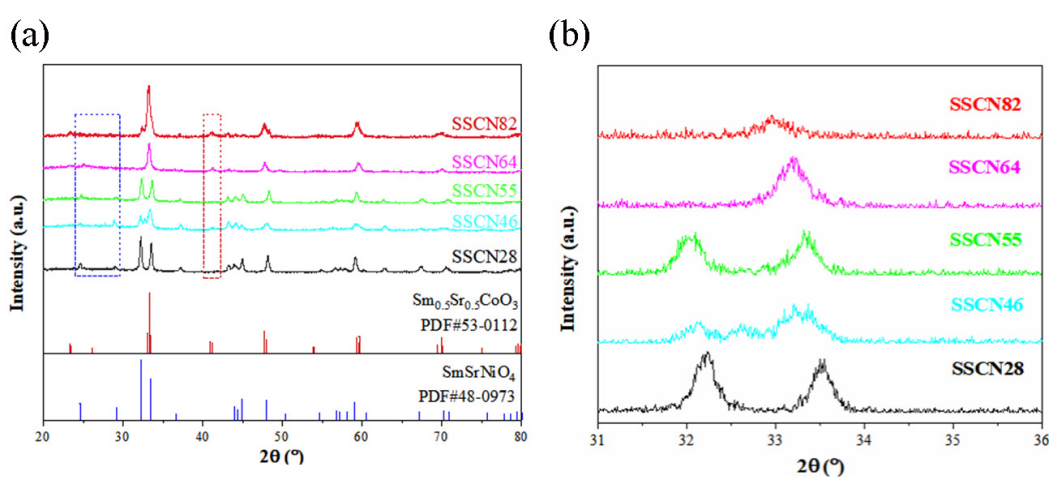 (a)
(b)
SSCN82
SSCN64
SSCN55
SSCN46
SSCN28
Sm0.5Sr0.5CoO3
PDF#53-0112
SmSrNiO4
PDF#48-0973
Intensity (a.u.)
20 30 40 50 60 70 80
2θ (°)
SSCN82
SSCN64
SSCN55
SSCN46
SSCN28
Intensity (a.u.)
31 32 33 34 35 36
2θ (°)